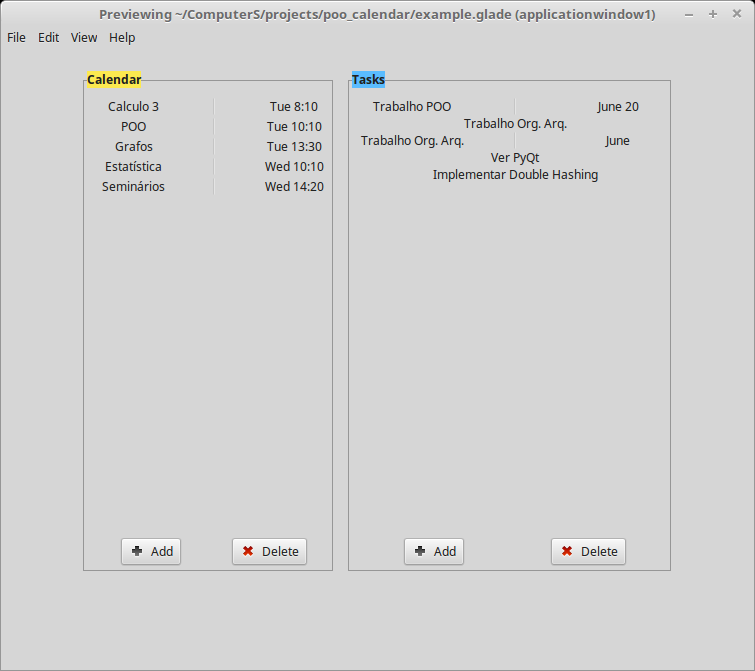 Previewing ~/ComputerS/projects/poo_calendar/example.glade (applicationwindow1)
File Edit View Help
Calendar
Calculo 3 Tue 8:10
POO Tue 10:10
Grafos Tue 13:30
Estatística Wed 10:10
Seminários Wed 14:20
Add Delete
Tasks
Trabalho POO June 20
Trabalho Org. Arq.
Trabalho Org. Arq. June
Ver PyQt
Implementar Double Hashing
Add Delete